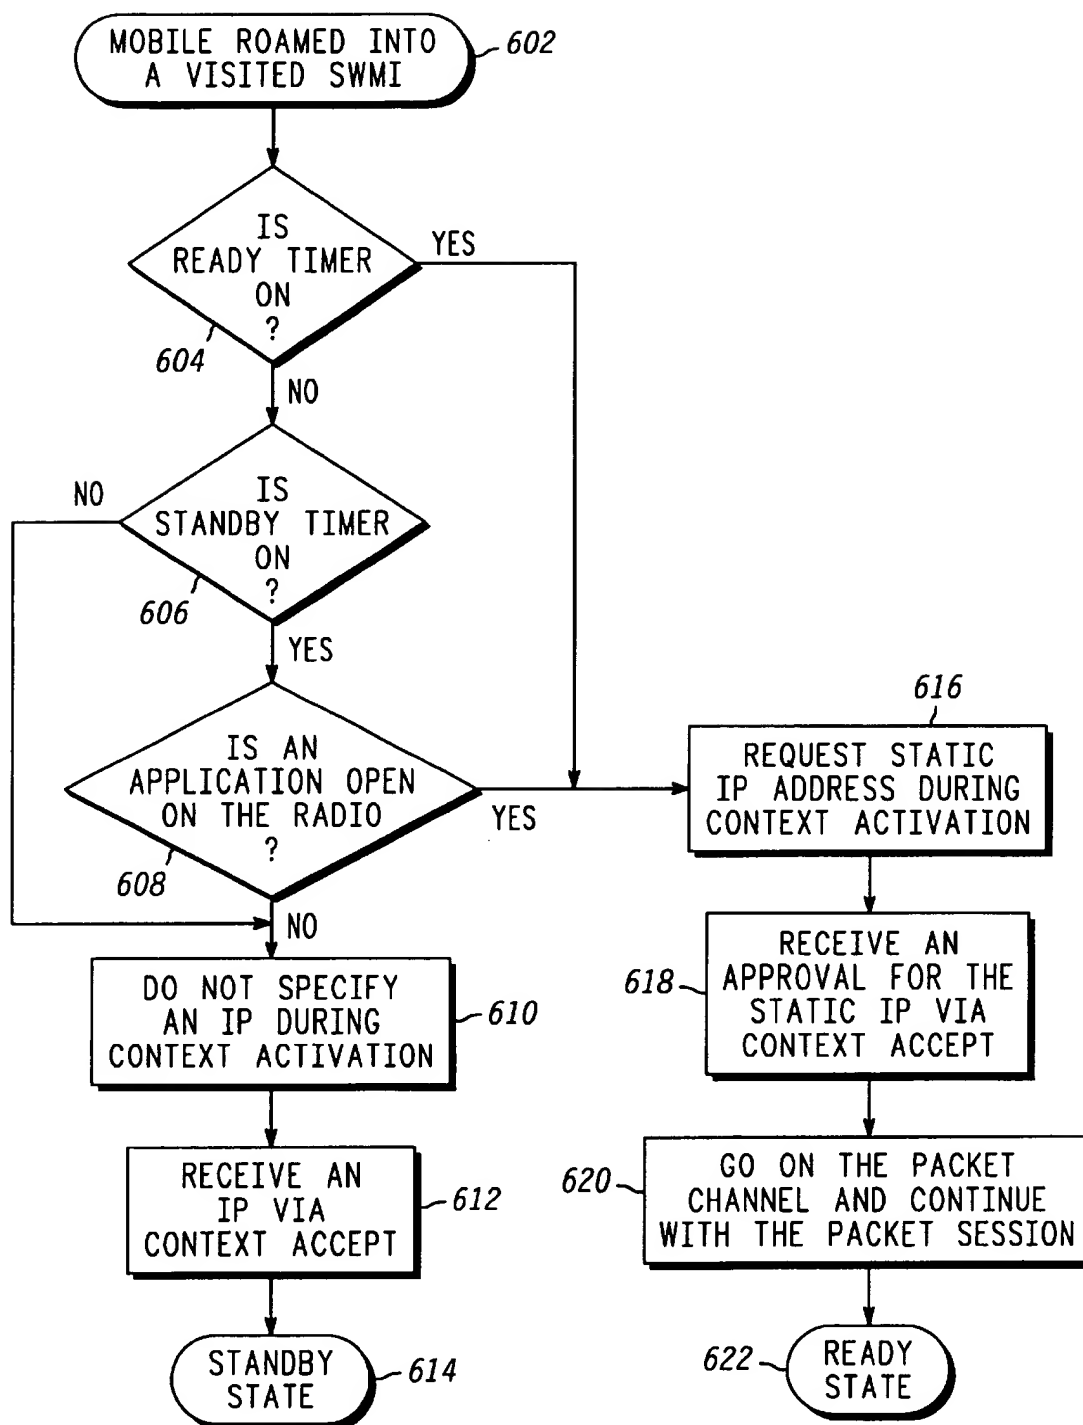 MOBILE ROAMED INTO
A VISITED SWMI
602
IS
READY TIMER
ON
?
YES
604
NO
IS
STANDBY TIMER
ON
?
NO
606
YES
IS AN
APPLICATION OPEN
ON THE RADIO
?
YES
608
NO
DO NOT SPECIFY
AN IP DURING
CONTEXT ACTIVATION
610
RECEIVE AN
IP VIA
CONTEXT ACCEPT
612
STANDBY
STATE
614
616
REQUEST STATIC
IP ADDRESS DURING
CONTEXT ACTIVATION
RECEIVE AN
APPROVAL FOR THE
STATIC IP VIA
CONTEXT ACCEPT
618
GO ON THE PACKET
CHANNEL AND CONTINUE
WITH THE PACKET SESSION
620
READY
STATE
622